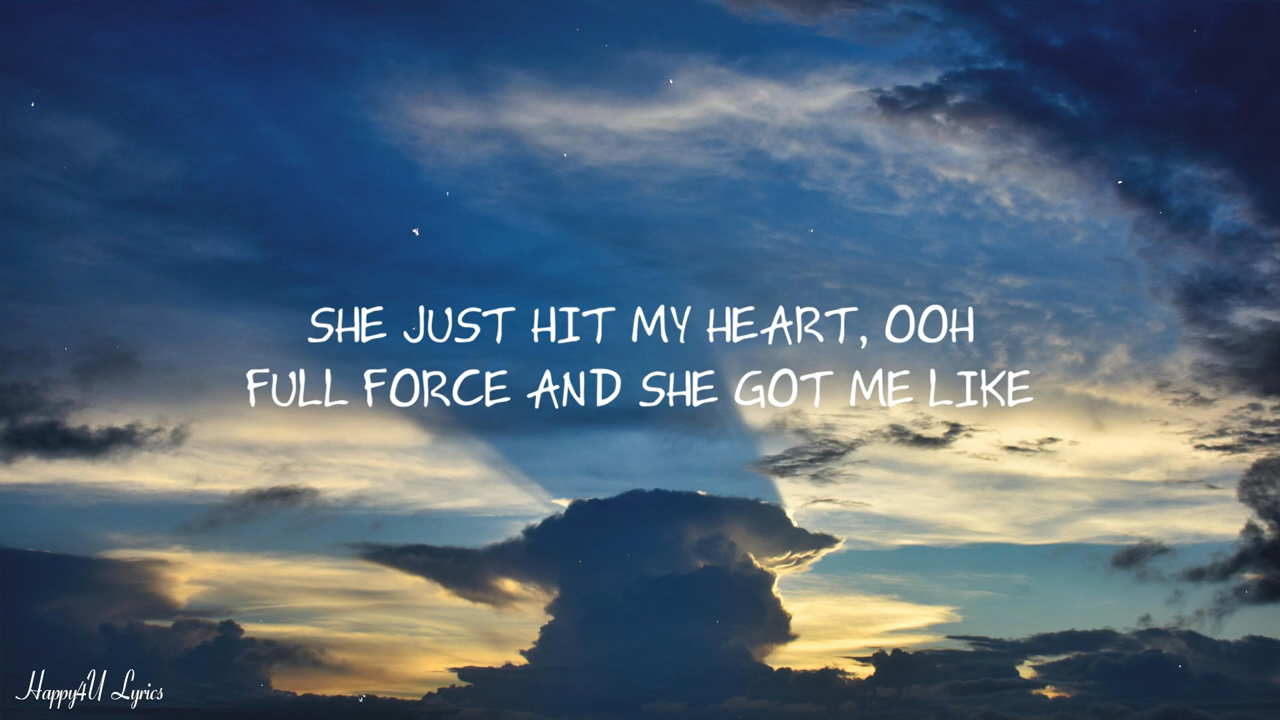 SHE JUST HIT MY HEART, OOH
FULL FORCE AND SHE GOT ME LIKE
Happy4U Lyrics